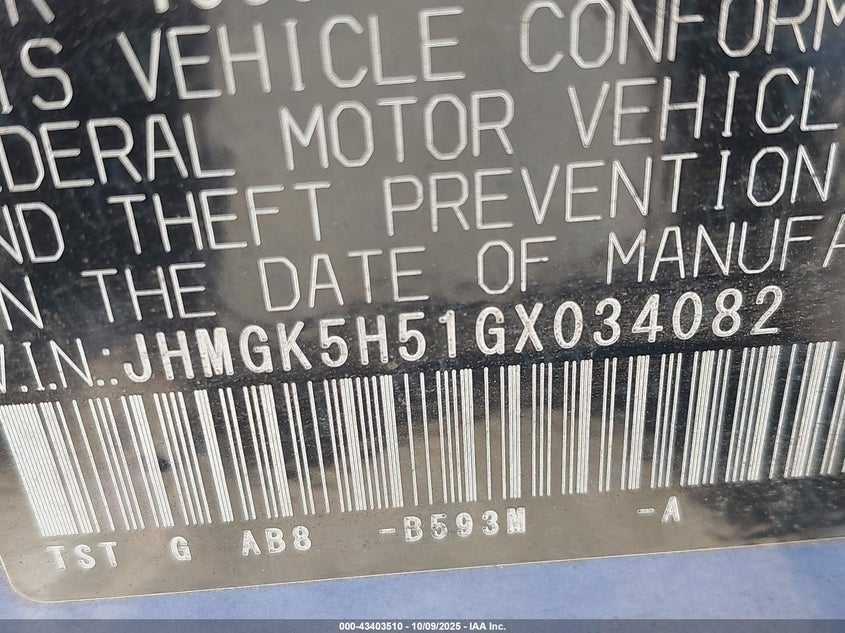 IS VEHICLE CONFORM
FEDERAL MOTOR VEHICL
ND THEFT PREVENTION
N THE DATE OF MANUFA
V.I.N.: JHMGK5H51GX034082
TST G AB8 -B593M -A
000-43403510 - 10/09/2025 - IAA Inc.